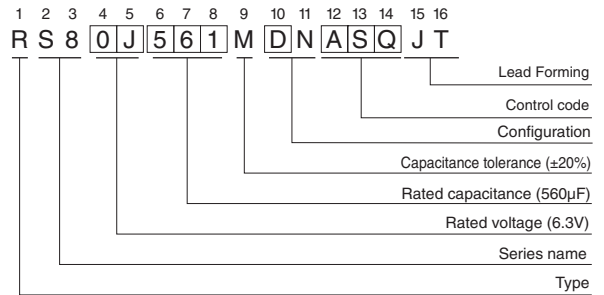 1 2 3 4 5 6 7 8 9 10 11 12 13 14 15 16
R S 8 0 J 5 6 1 M D N A S Q J T
Lead Forming
Control code
Configuration
Capacitance tolerance (±20%)
Rated capacitance (560μF)
Rated voltage (6.3V)
Series name
Type